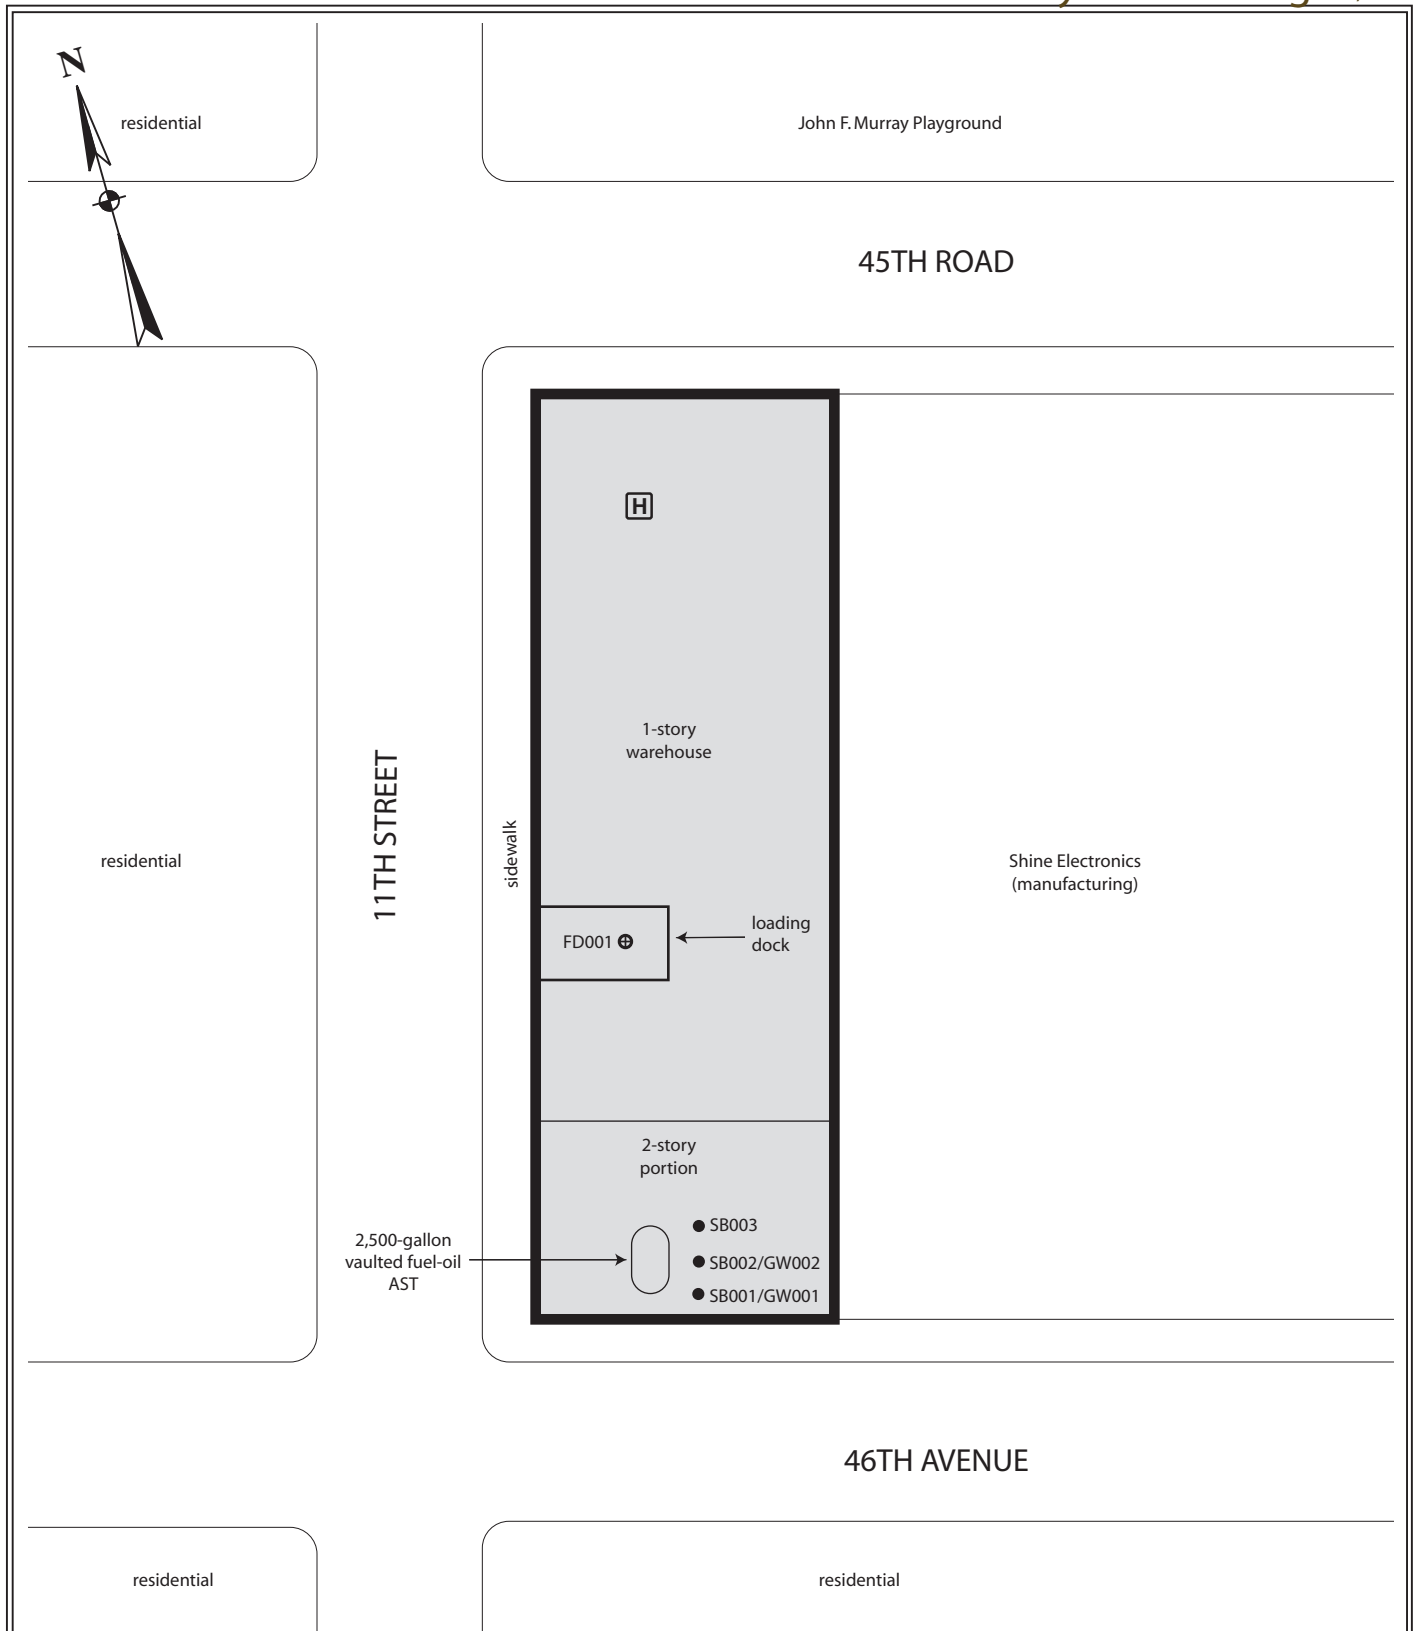 N
residential
John F. Murray Playground
45TH ROAD
H
1-story
warehouse
11TH STREET
sidewalk
residential
Shine Electronics
(manufacturing)
FD001
loading
dock
2-story
portion
SB003
2,500-gallon
vaulted fuel-oil
AST
SB002/GW002
SB001/GW001
46TH AVENUE
residential
residential